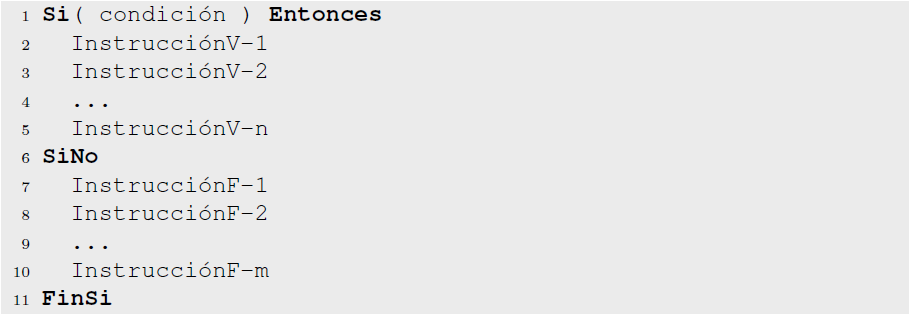 1 Si( condición ) Entonces
2 InstrucciónV-1
3 InstrucciónV-2
4 ...
5 InstrucciónV-n
6 SiNo
7 InstrucciónF-1
8 InstrucciónF-2
9 ...
10 InstrucciónF-m
11 FinSi